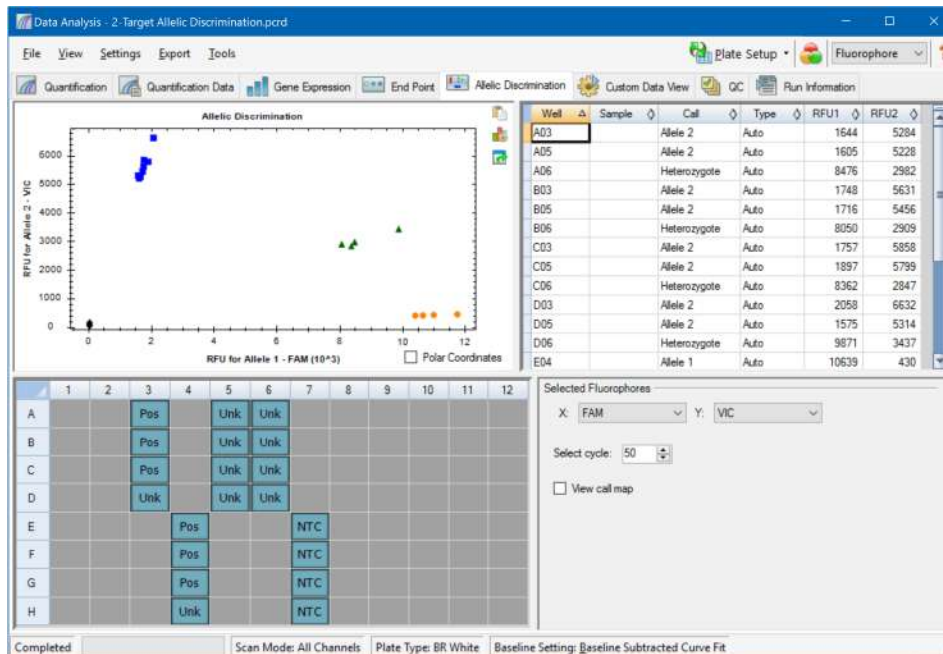 Data Analysis - 2-Target Allelic Discrimination.pcrd
File View Settings Export Tools Plate Setup Fluorophore
Quantification Quantification Data Gene Expression End Point Allelic Discrimination Custom Data View QC Run Information
Allelic Discrimination
RFU for Allele 2 - VIC
6000
5000
4000
3000
2000
1000
0
0 2 4 6 8 10 12
RFU for Allele 1 - FAM (10^3)
Polar Coordinates
Well Sample Call Type RFU1 RFU2
A03 Allele 2 Auto 1644 5284
A05 Allele 2 Auto 1605 5228
A06 Heterozygote Auto 8476 2982
B03 Allele 2 Auto 1748 5631
B05 Allele 2 Auto 1716 5456
B06 Heterozygote Auto 8050 2909
C03 Allele 2 Auto 1757 5858
C05 Allele 2 Auto 1897 5799
C06 Heterozygote Auto 8362 2847
D03 Allele 2 Auto 2058 6632
D05 Allele 2 Auto 1575 5314
D06 Heterozygote Auto 9871 3437
E04 Allele 1 Auto 10639 430
1 2 3 4 5 6 7 8 9 10 11 12
A Pos Unk Unk
B Pos Unk Unk
C Pos Unk Unk
D Unk Unk Unk
E Pos NTC
F Pos NTC
G Pos NTC
H Unk NTC
Selected Fluorophores
X: FAM Y: VIC
Select cycle: 50
View call map
Completed Scan Mode: All Channels Plate Type: BR White Baseline Setting: Baseline Subtracted Curve Fit